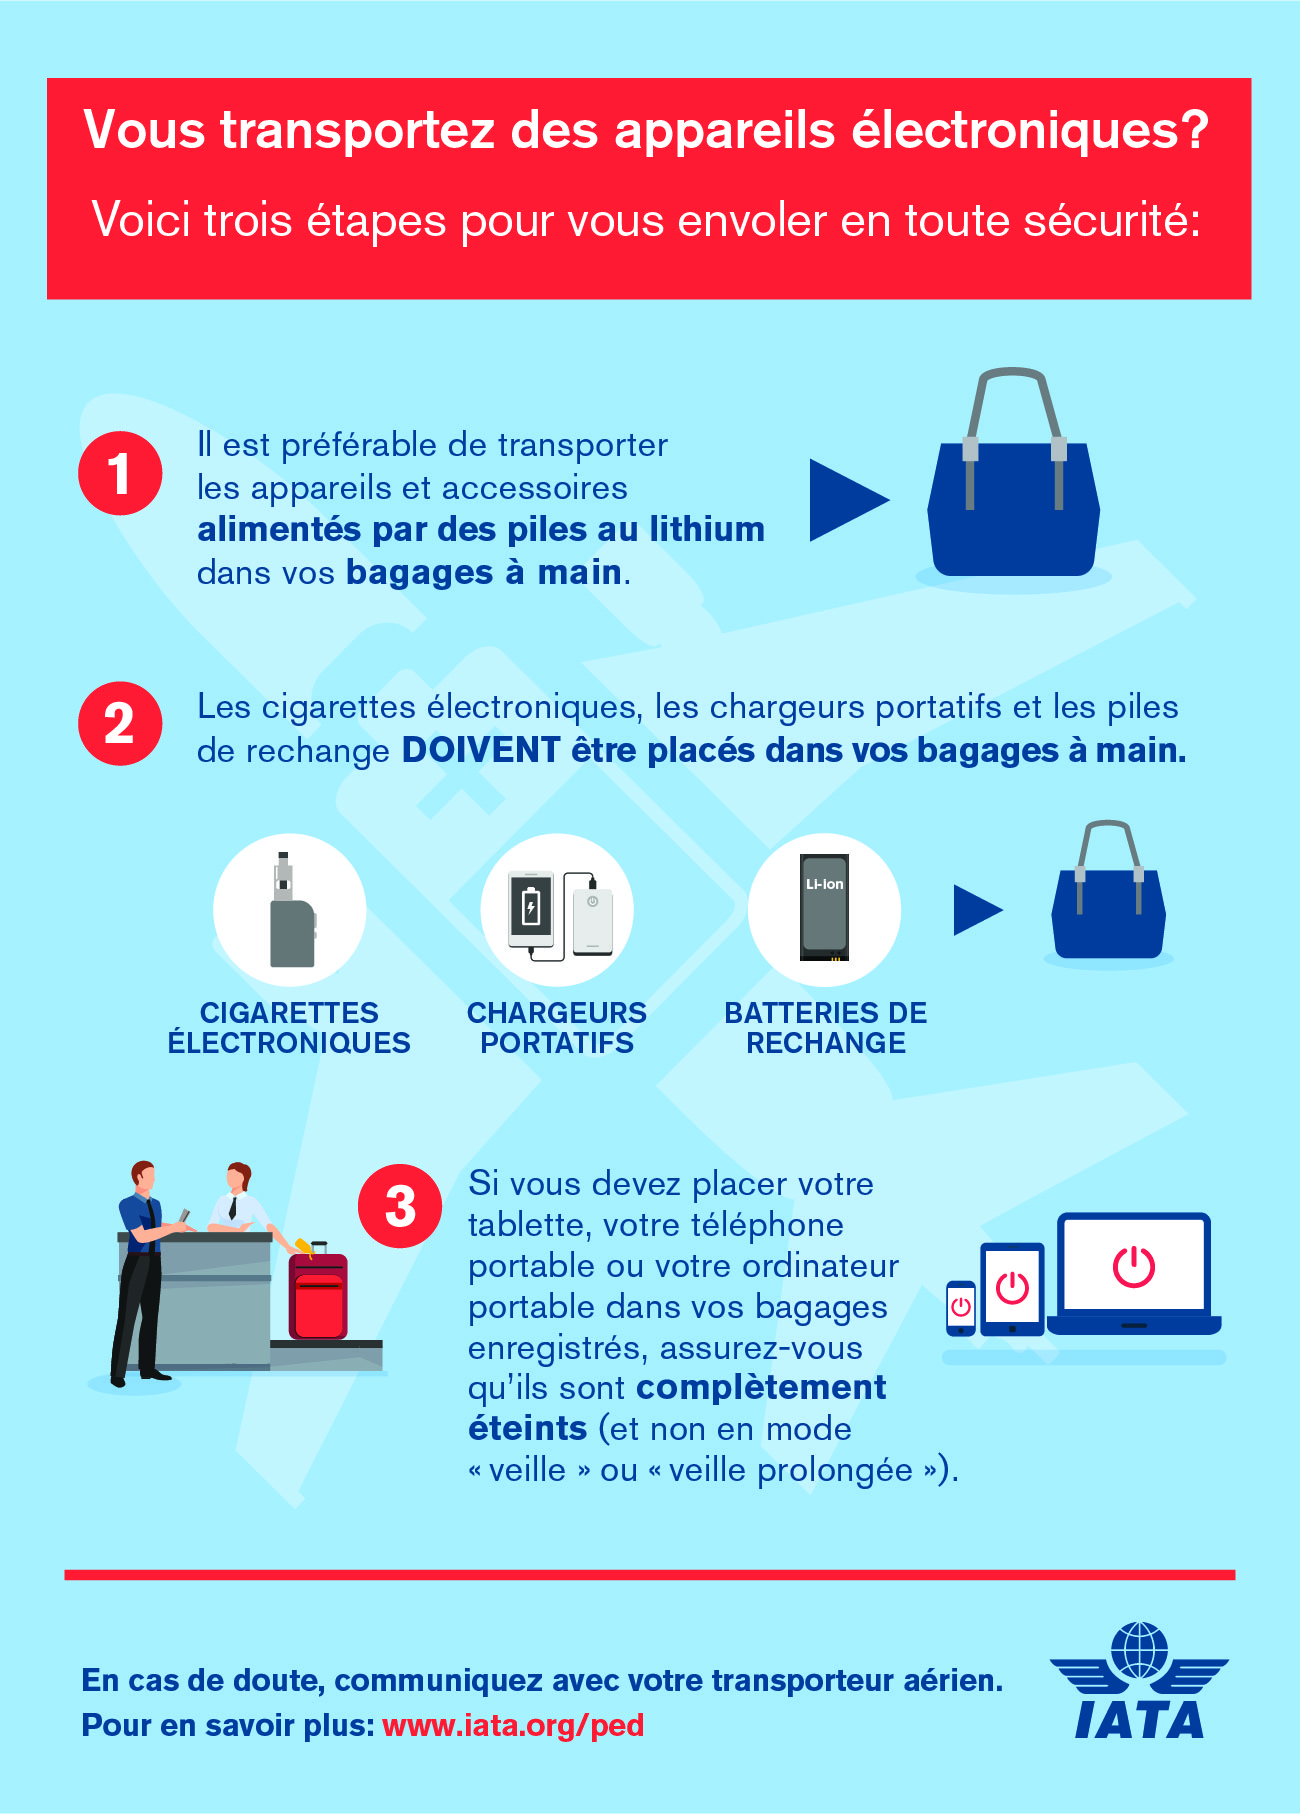 Vous transportez des appareils électroniques?
Voici trois étapes pour vous envoler en toute sécurité:
1
Il est préférable de transporter
les appareils et accessoires
alimentés par des piles au lithium
dans vos bagages à main.
2
Les cigarettes électroniques, les chargeurs portatifs et les piles
de rechange DOIVENT être placés dans vos bagages à main.
Li-ion
CIGARETTES
ÉLECTRONIQUES
CHARGEURS
PORTATIFS
BATTERIES DE
RECHANGE
3
Si vous devez placer votre
tablette, votre téléphone
portable ou votre ordinateur
portable dans vos bagages
enregistrés, assurez-vous
qu’ils sont complètement
éteints (et non en mode
« veille » ou « veille prolongée »).
En cas de doute, communiquez avec votre transporteur aérien.
Pour en savoir plus: www.iata.org/ped
IATA